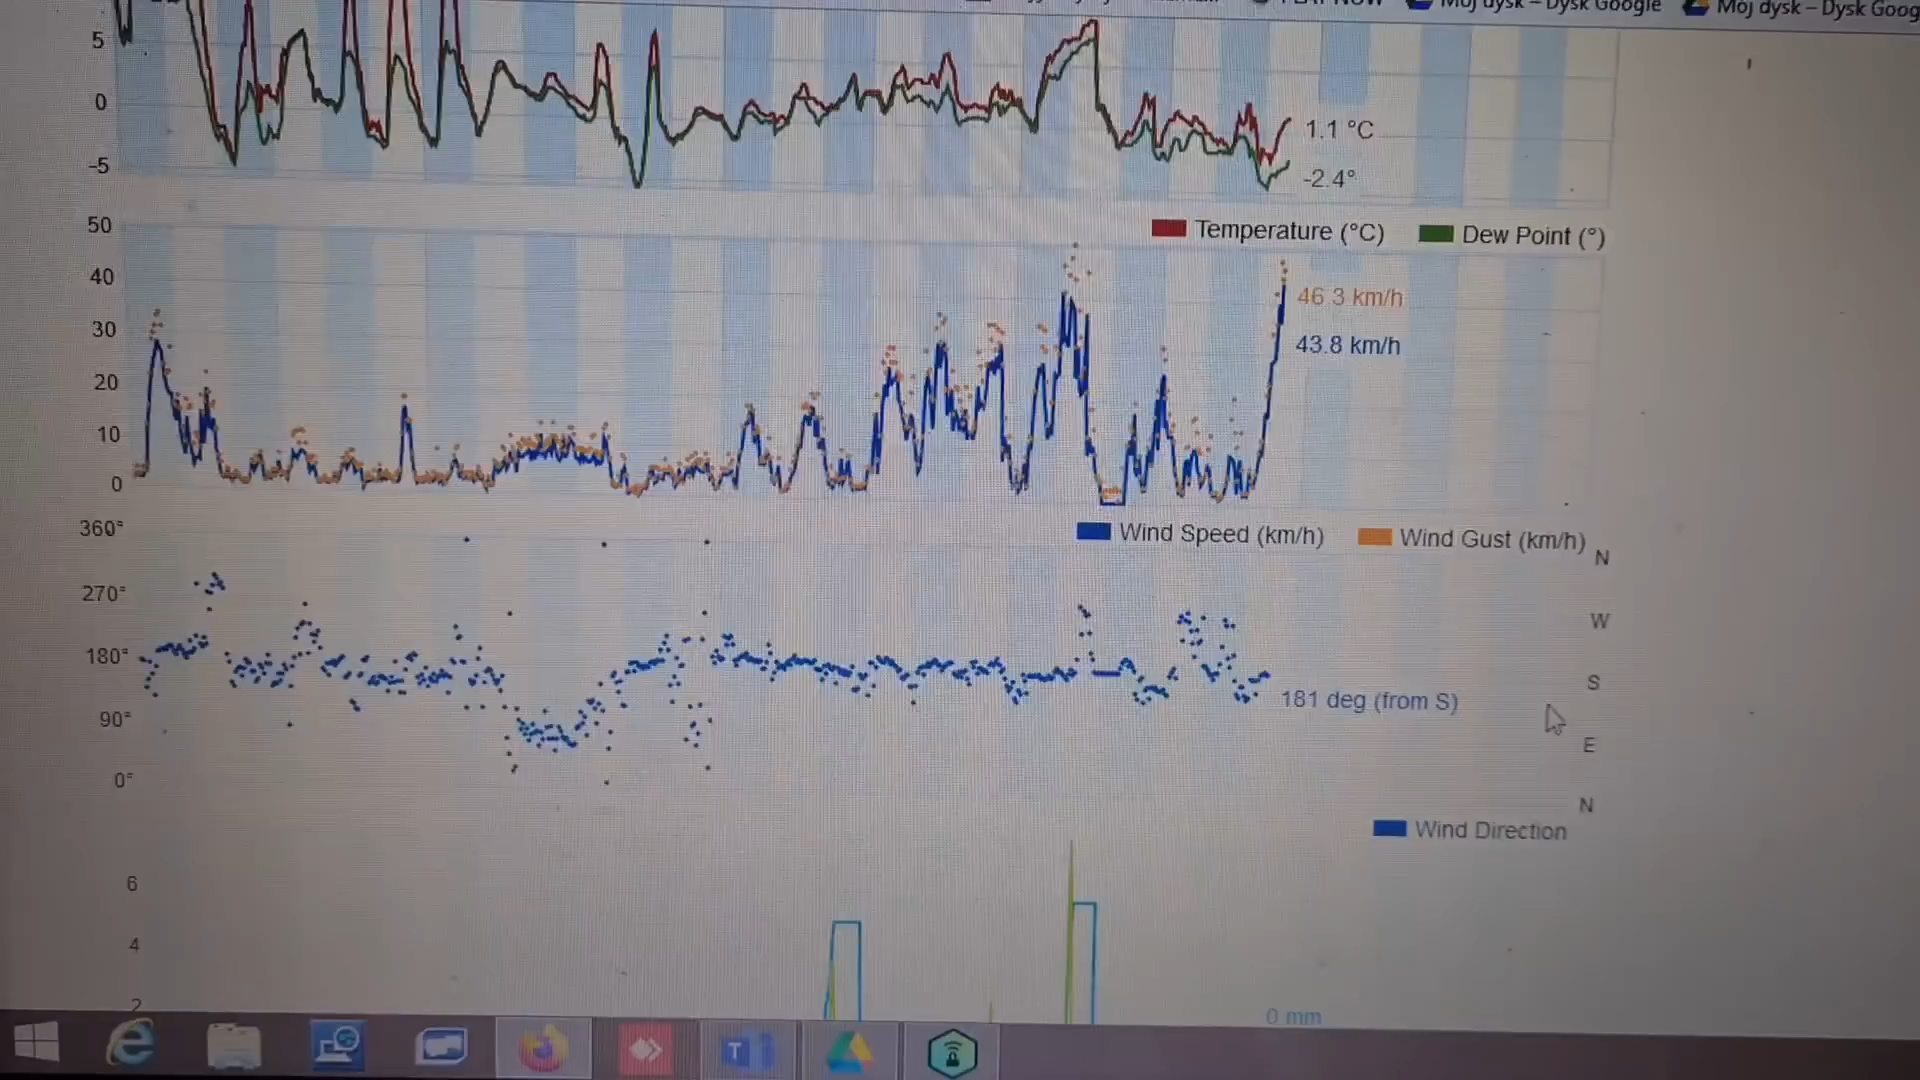 Mój dysk – Dysk Google
Mój dysk – Dysk Goog
5
0
-5
1.1 °C
-2.4°
Temperature (°C)
Dew Point (°)
50
40
30
20
10
0
46.3 km/h
43.8 km/h
Wind Speed (km/h)
Wind Gust (km/h)
360°
270°
180°
90°
0°
N
W
S
E
N
181 deg (from S)
Wind Direction
6
4
2
0 mm
T